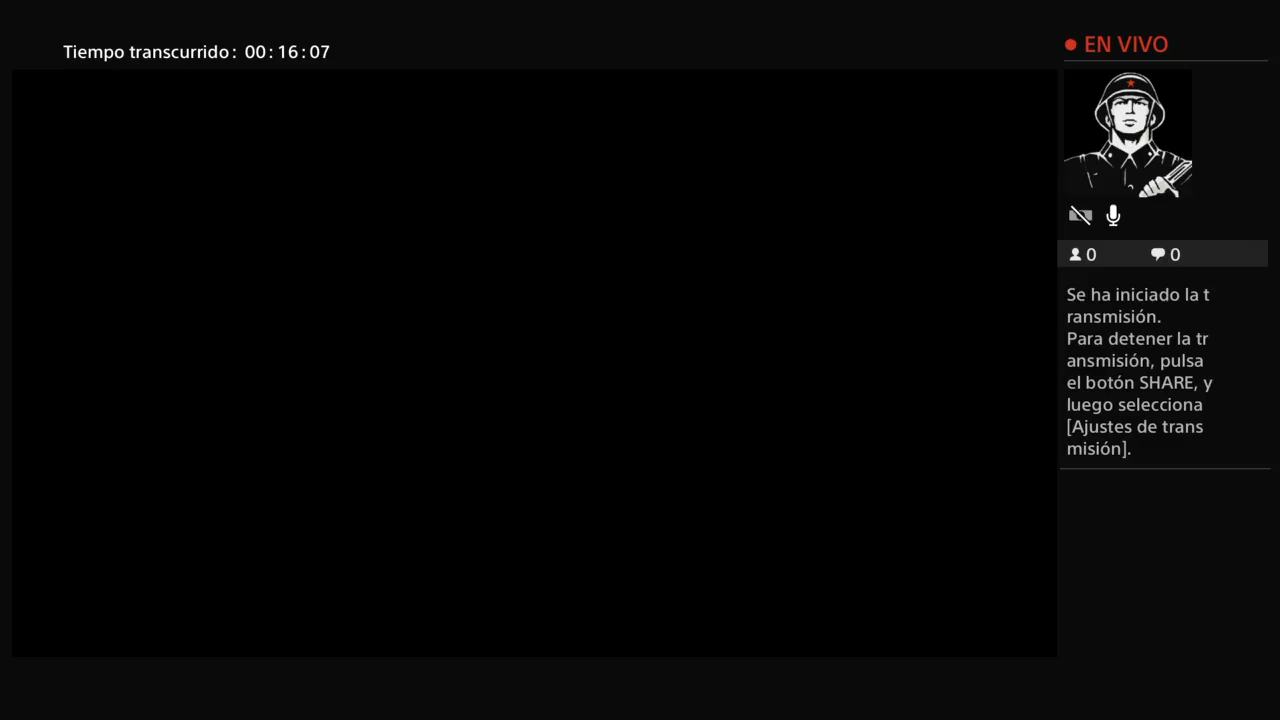 Tiempo transcurrido: 00:16:07
EN VIVO
0
0
Se ha iniciado la t
ransmisión.
Para detener la tr
ansmisión, pulsa
el botón SHARE, y
luego selecciona
[Ajustes de trans
misión].